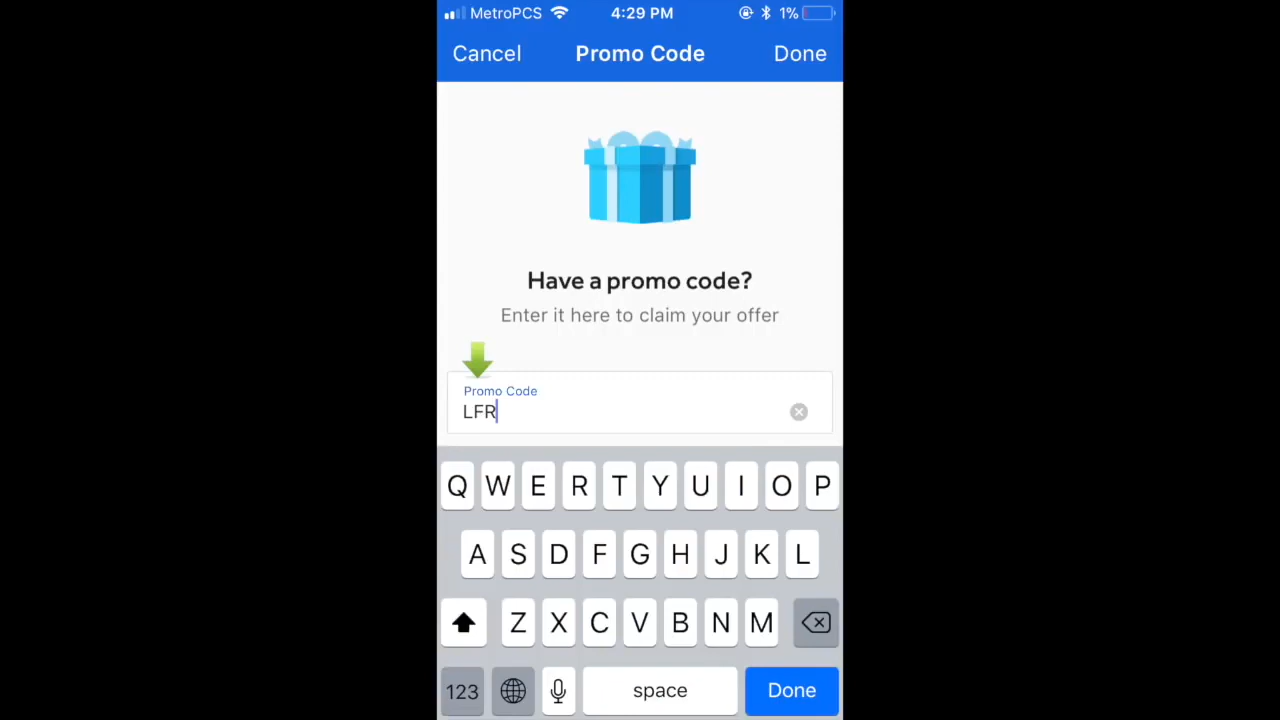 MetroPCS 4:29 PM 1%
Cancel Promo Code Done
Have a promo code?
Enter it here to claim your offer
Promo Code
LFR
Q W E R T Y U I O P
A S D F G H J K L
Z X C V B N M
123 space Done